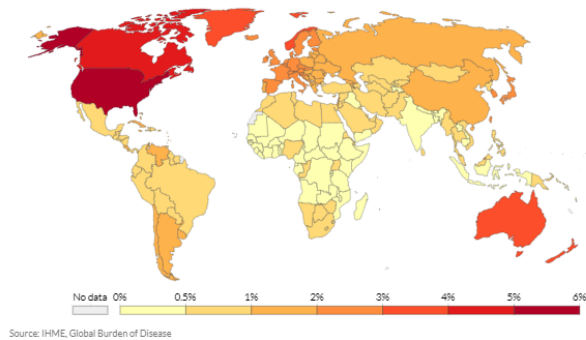 No data 0% 0.5% 1% 2% 3% 4% 5% 6%
Source: IHME, Global Burden of Disease